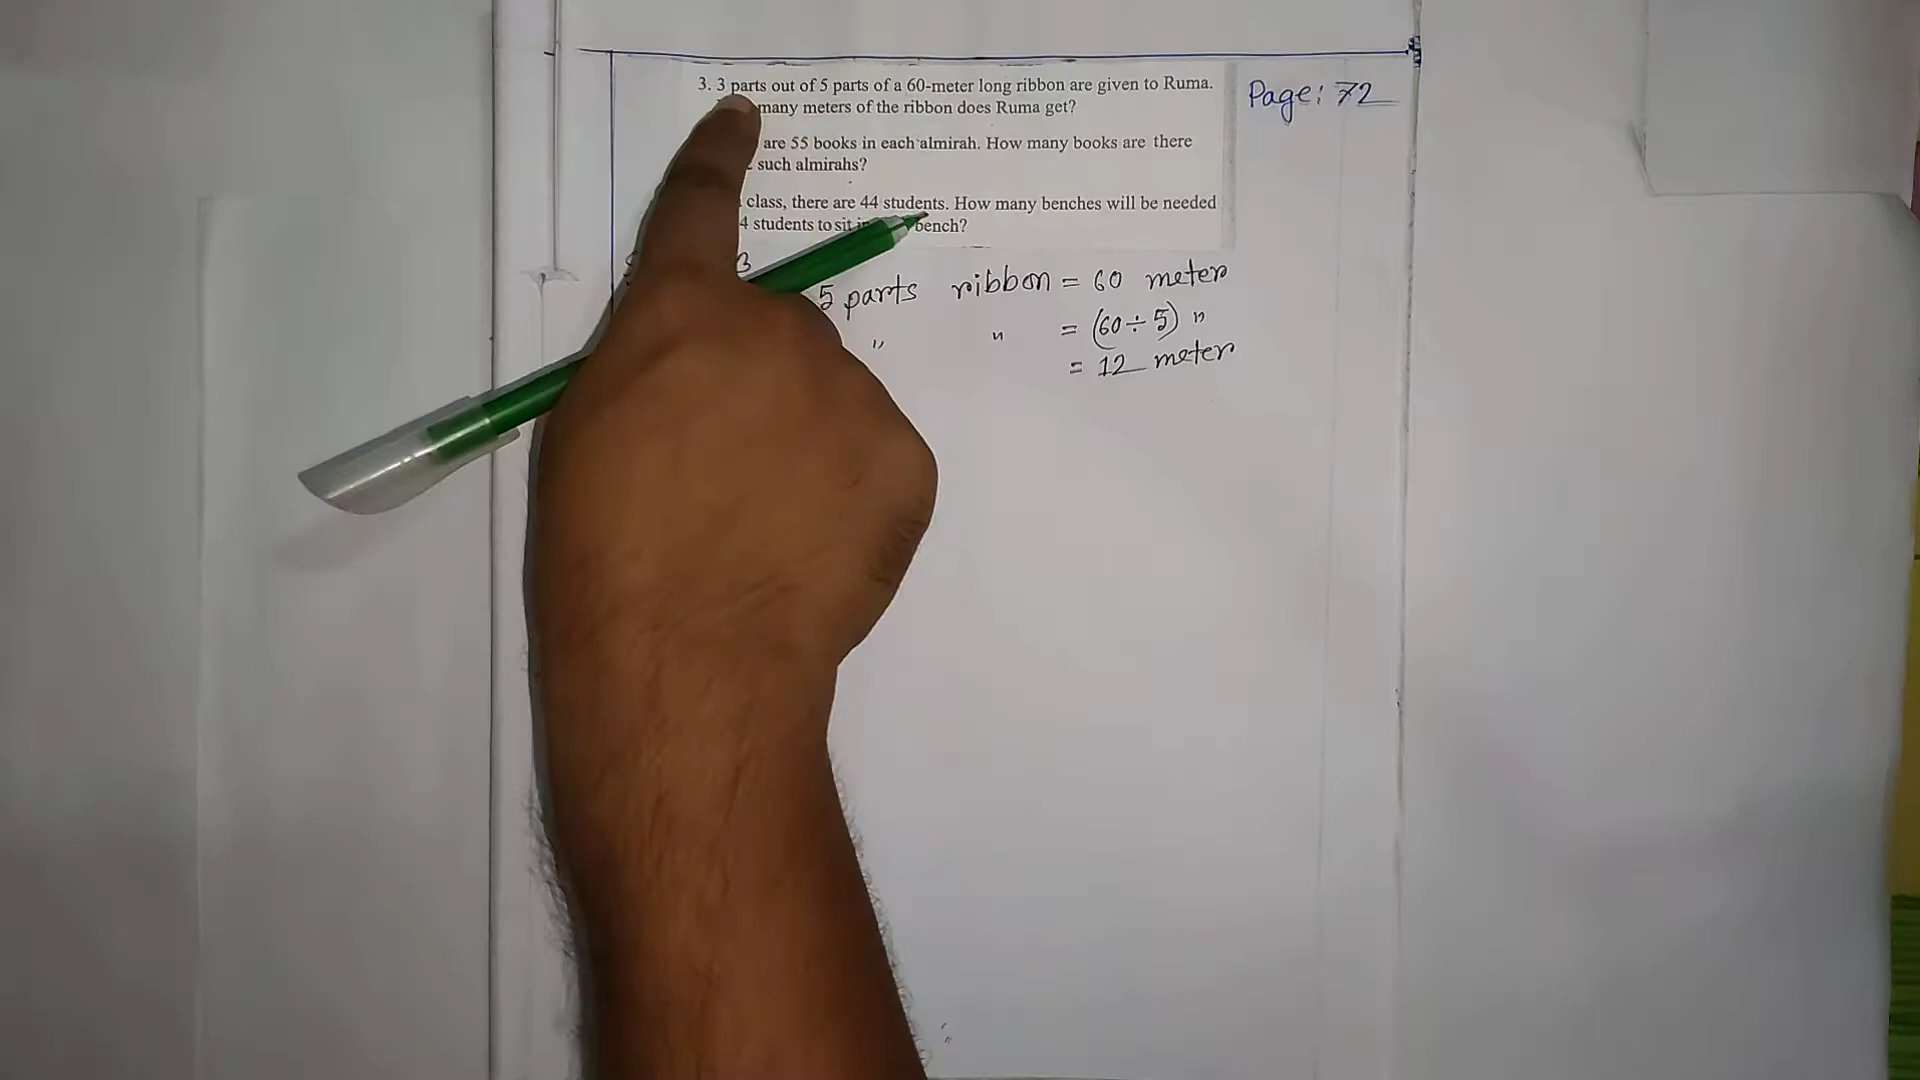 3. 3 parts out of 5 parts of a 60-meter long ribbon are given to Ruma.
many meters of the ribbon does Ruma get?
are 55 books in each almirah. How many books are there
such almirahs?
class, there are 44 students. How many benches will be needed
4 students to sit bench?
Page: 72
3
5 parts ribbon = 60 meter
" " = (60÷5) "
= 12 meter